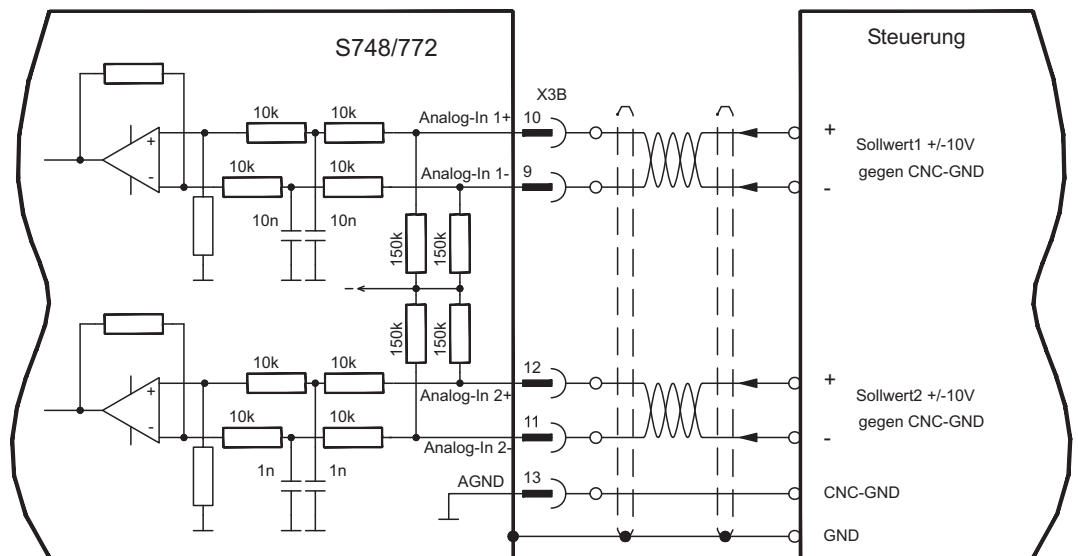 S748/772
Steuerung
X3B
10k
10k
Analog-In 1+
10
+
+
Sollwert1 +/-10V
gegen CNC-GND
10k
10k
Analog-In 1-
9
-
-
10n
10n
150k
150k
-
150k
150k
10k
10k
12
Analog-In 2+
+
+
Sollwert2 +/-10V
gegen CNC-GND
10k
10k
11
Analog-In 2-
-
-
1n
1n
AGND
13
CNC-GND
GND